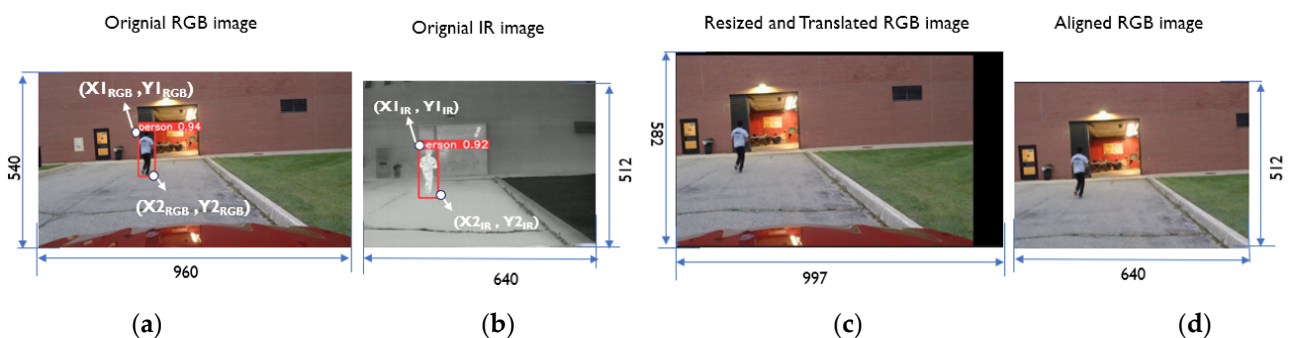 Orignial RGB image
Orignial IR image
Resized and Translated RGB image
Aligned RGB image
(X1RGB , Y1RGB)
person 0.94
(X2RGB , Y2RGB)
540
960
(X1IR , Y1IR)
erson 0.92
(X2IR , Y2IR)
512
640
582
997
512
640
(a)
(b)
(c)
(d)